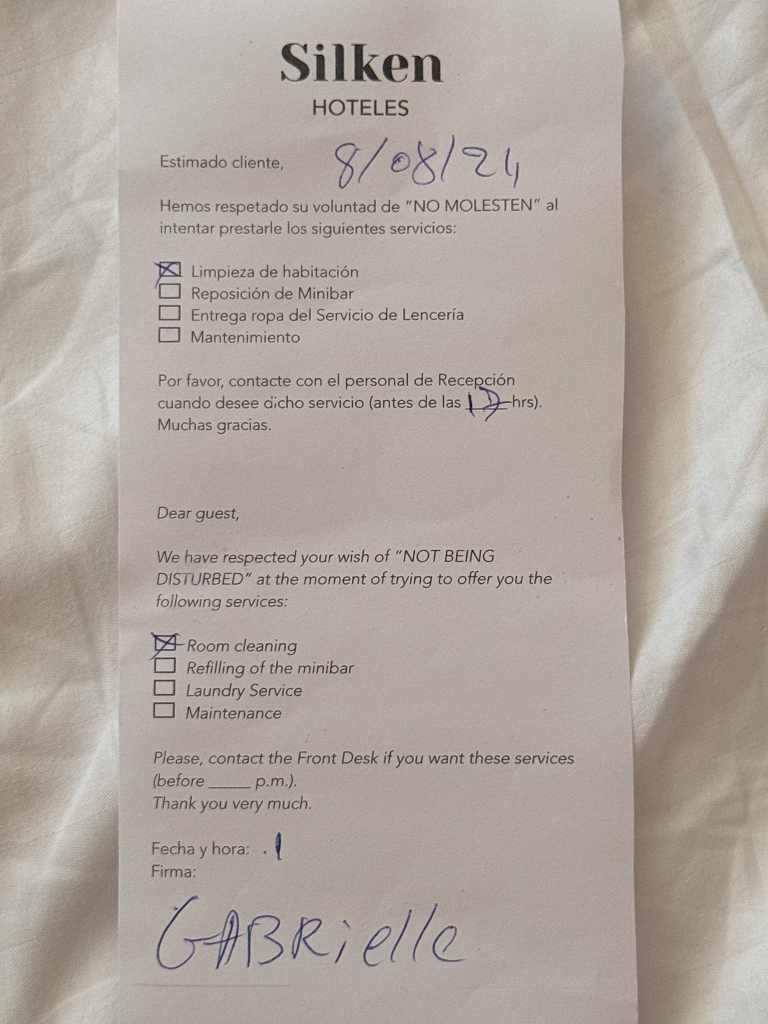 Silken
HOTELES
Estimado cliente, 8/08/24
Hemos respetado su voluntad de "NO MOLESTEN" al
intentar prestarle los siguientes servicios:
☒ Limpieza de habitación
☐ Reposición de Minibar
☐ Entrega ropa del Servicio de Lencería
☐ Mantenimiento
Por favor, contacte con el personal de Recepción
cuando desee dicho servicio (antes de las 17 hrs).
Muchas gracias.
Dear guest,
We have respected your wish of "NOT BEING
DISTURBED" at the moment of trying to offer you the
following services:
☒ Room cleaning
☐ Refilling of the minibar
☐ Laundry Service
☐ Maintenance
Please, contact the Front Desk if you want these services
(before _____ p.m.).
Thank you very much.
Fecha y hora:
Firma:
GABRielle